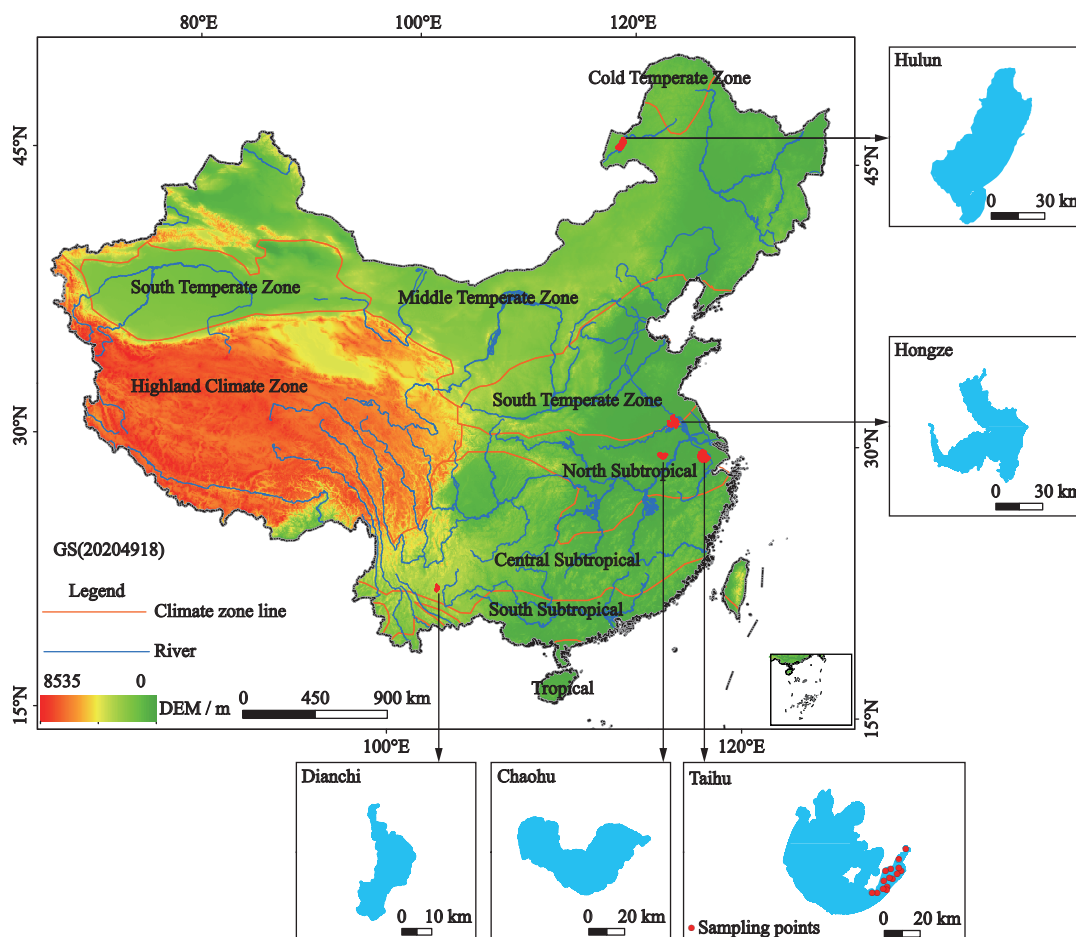 80°E 100°E 120°E
Hulun
Cold Temperate Zone
45°N
45°N
0 30 km
South Temperate Zone
Middle Temperate Zone
Hongze
Highland Climate Zone
South Temperate Zone
30°N
30°N
North Subtropical
0 30 km
GS(20204918)
Central Subtropical
Legend
Climate zone line
South Subtropical
River
8535 0
DEM / m
0 450 900 km
Tropical
15°N
15°N
100°E 120°E
Dianchi
Chaohu
Taihu
0 10 km
0 20 km
0 20 km
Sampling points